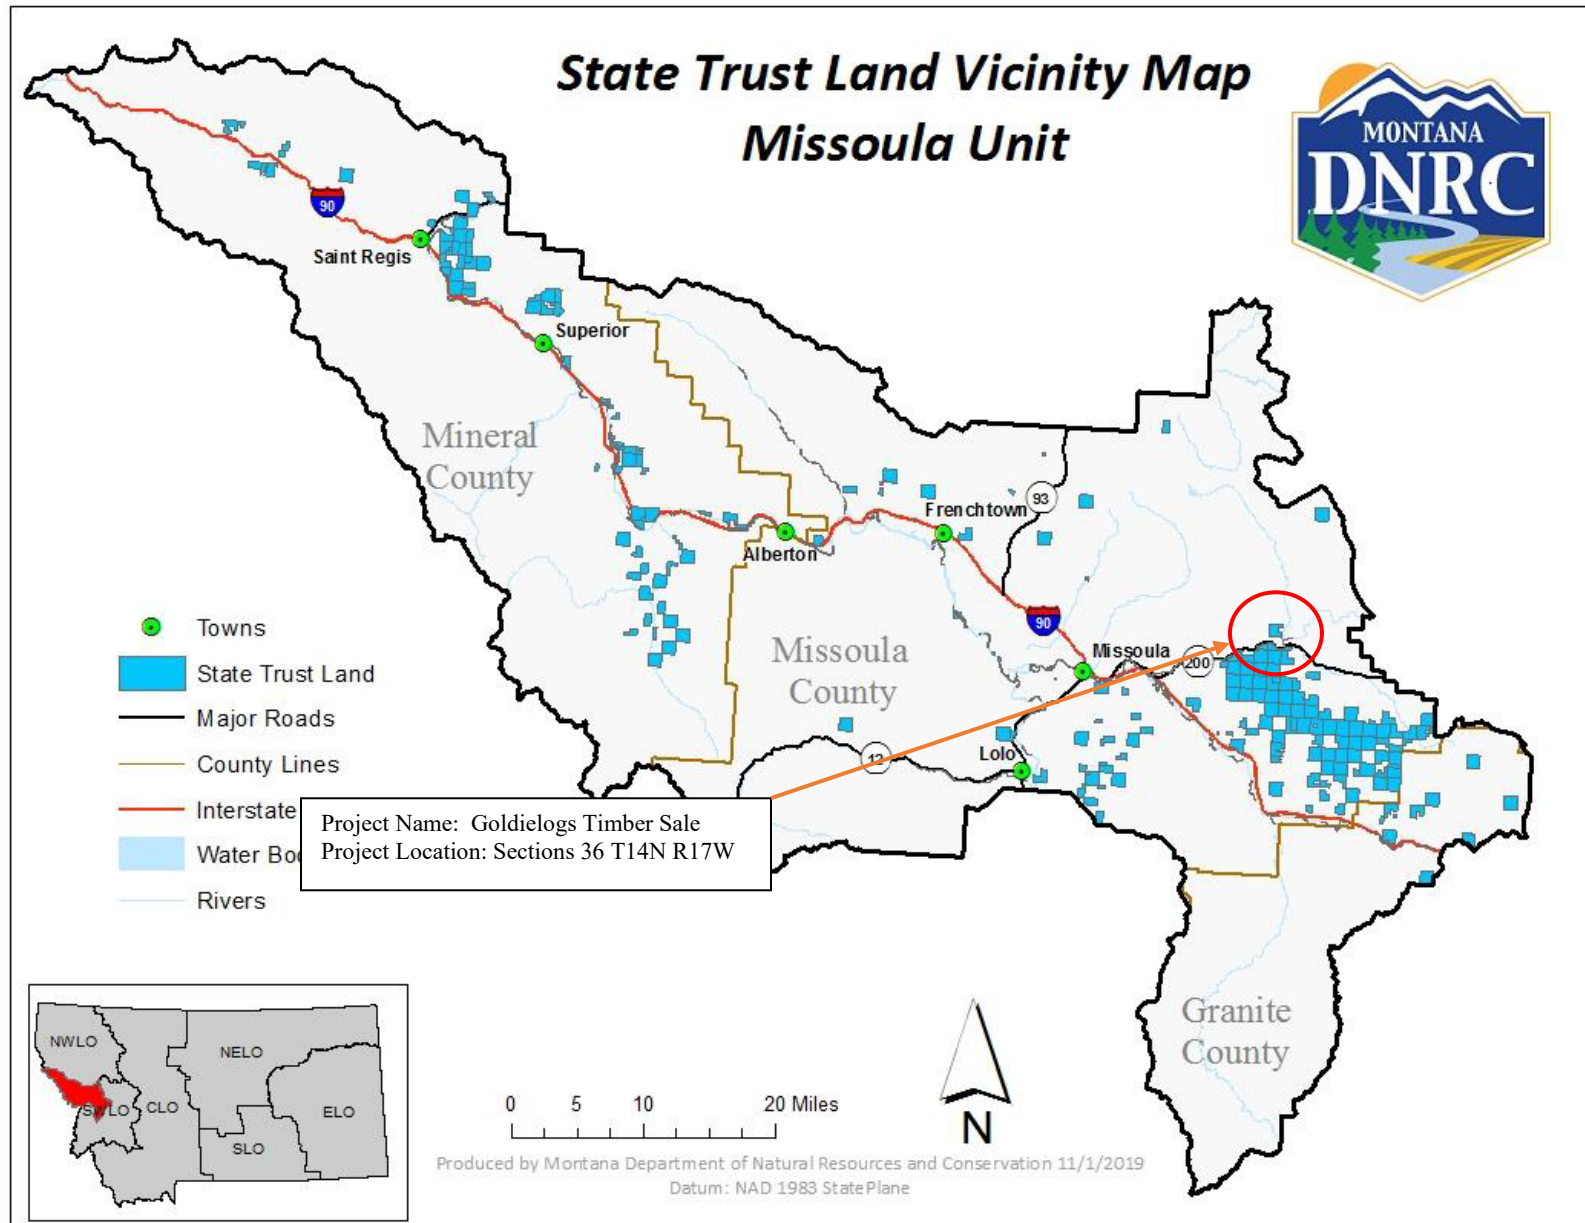 State Trust Land Vicinity Map
Missoula Unit
MONTANA
DNRC
90
Saint Regis
Superior
Mineral
County
93
Frenchtown
Alberton
90
Missoula
200
Missoula
County
Lolo
12
Towns
State Trust Land
Major Roads
County Lines
Interstate
Water Bo
Rivers
Project Name: Goldielogs Timber Sale
Project Location: Sections 36 T14N R17W
Granite
County
NWLO
NELO
SWLO
CLO
ELO
SLO
0 5 10 20 Miles
N
Produced by Montana Department of Natural Resources and Conservation 11/1/2019
Datum: NAD 1983 StatePlane